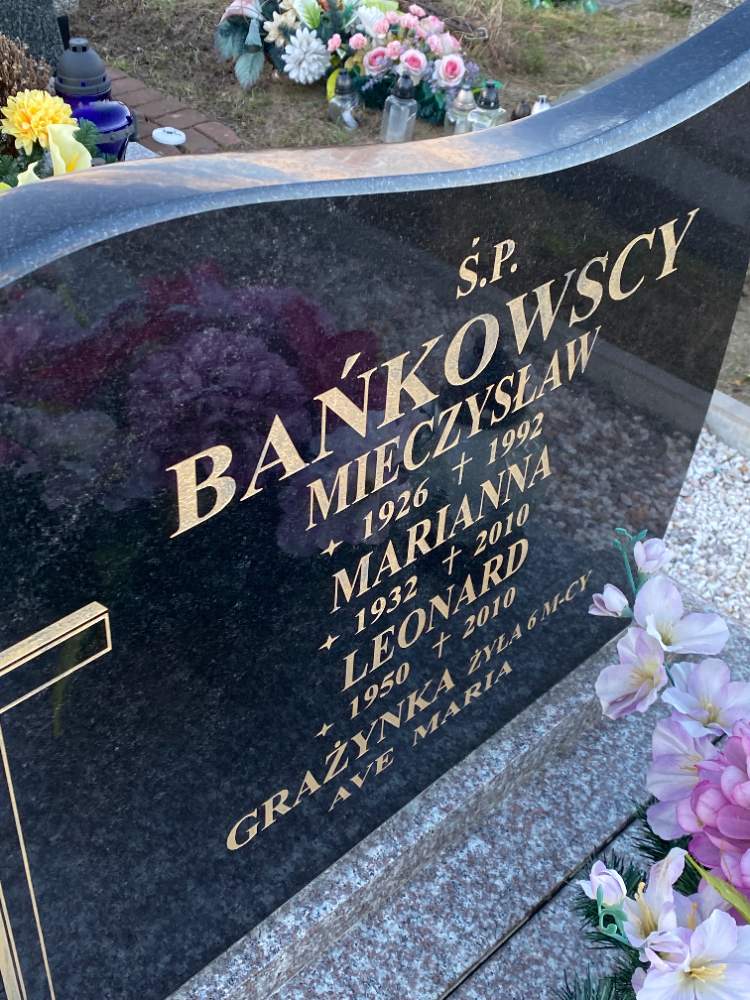 Ś.P.
BAŃKOWSCY
MIECZYSŁAW
✦ 1926 ✝ 1992
MARIANNA
✦ 1932 ✝ 2010
LEONARD
✦ 1950 ✝ 2010
GRAŻYNKA ŻYŁA 6 M-CY
AVE MARIA